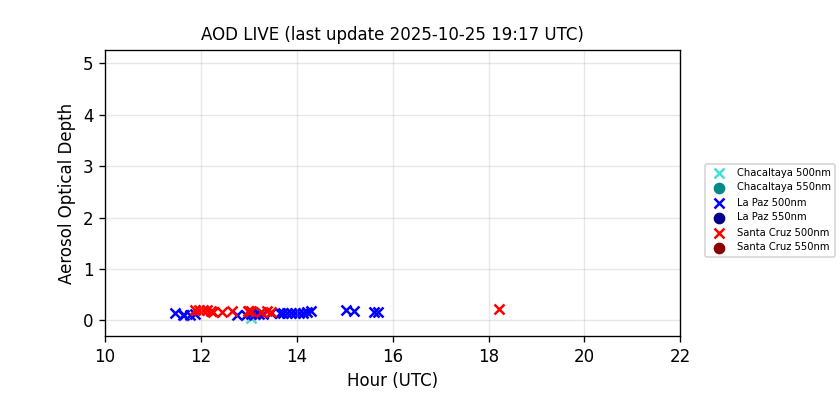 AOD LIVE (last update 2025-10-25 19:17 UTC)
5
4
3
2
1
0
Aerosol Optical Depth
10 12 14 16 18 20 22
Hour (UTC)
Chacaltaya 500nm
Chacaltaya 550nm
La Paz 500nm
La Paz 550nm
Santa Cruz 500nm
Santa Cruz 550nm